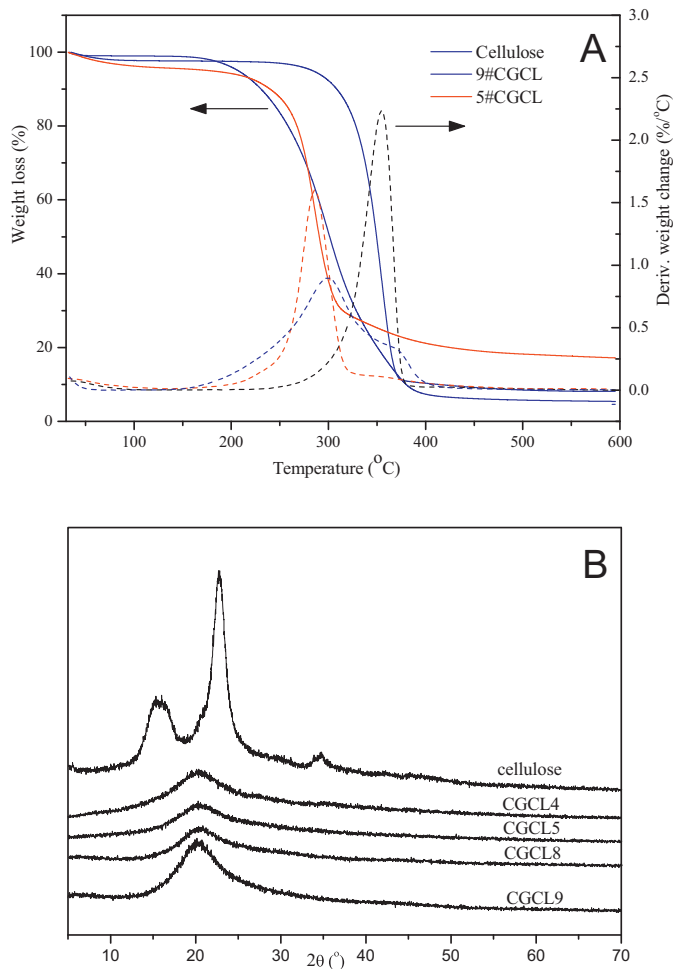 A
Cellulose
9#CGCL
5#CGCL
Weight loss (%)
100
80
60
40
20
0
3.0
2.5
2.0
1.5
1.0
0.5
0.0
Deriv. weight change (%/°C)
100 200 300 400 500 600
Temperature (°C)
B
cellulose
CGCL4
CGCL5
CGCL8
CGCL9
10 20 30 40 50 60 70
2θ (°)